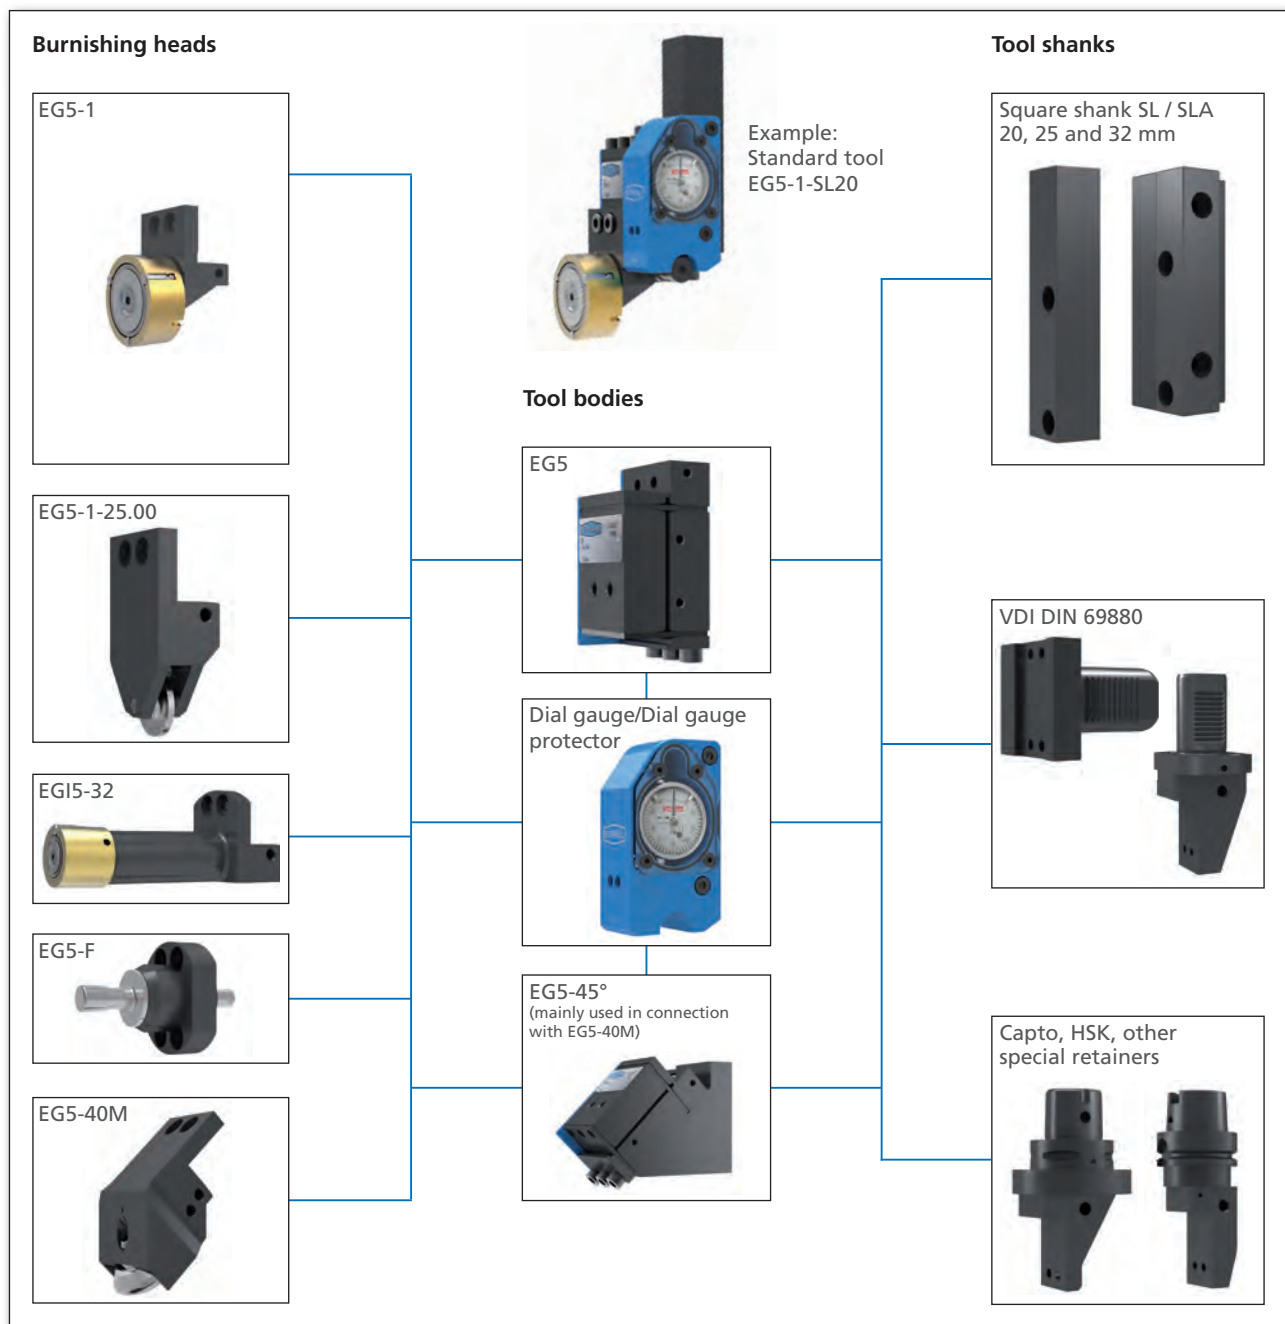 Burnishing heads
EG5-1
EG5-1-25.00
EGI5-32
EG5-F
EG5-40M
Example:
Standard tool
EG5-1-SL20
Tool bodies
EG5
Dial gauge/Dial gauge
protector
EG5-45°
(mainly used in connection
with EG5-40M)
Tool shanks
Square shank SL / SLA
20, 25 and 32 mm
VDI DIN 69880
Capto, HSK, other
special retainers